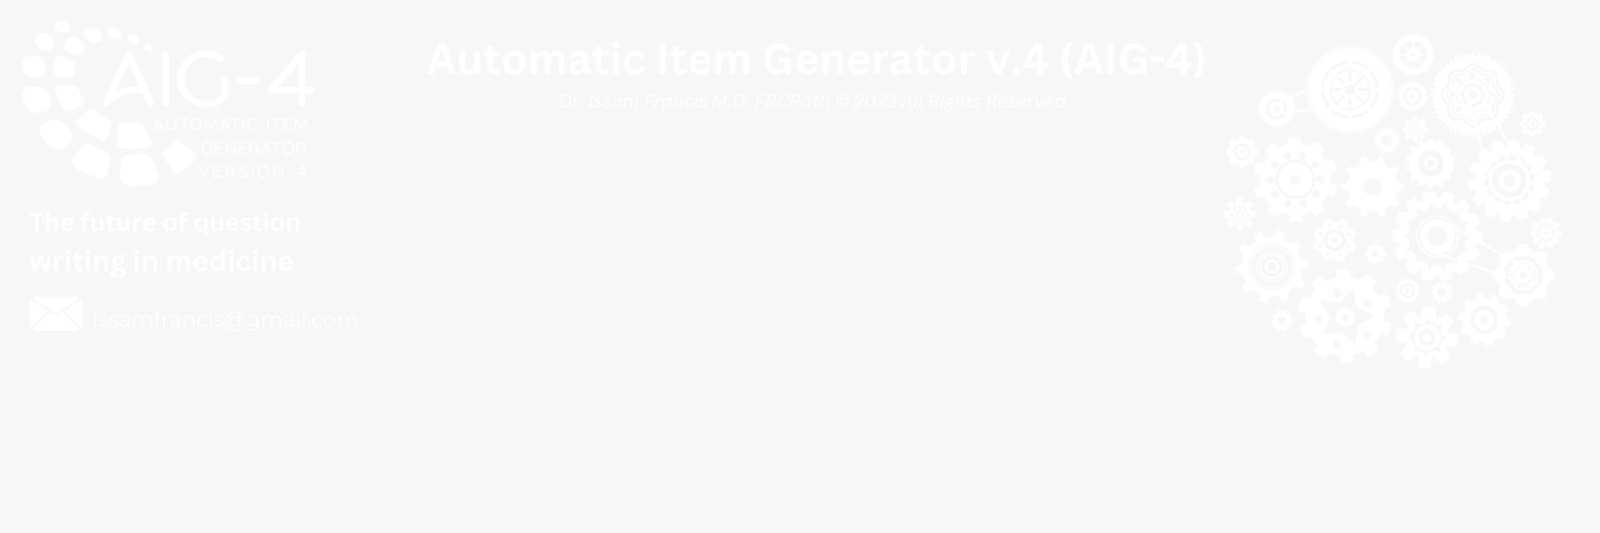 AIG-4
AUTOMATIC ITEM
GENERATOR
VERSION 4
Automatic Item Generator v.4 (AIG-4)
Dr. Issam Francis M.D. FRCPath © 2023 All Rights Reserved
The future of question
writing in medicine
issamfrancis@gmail.com